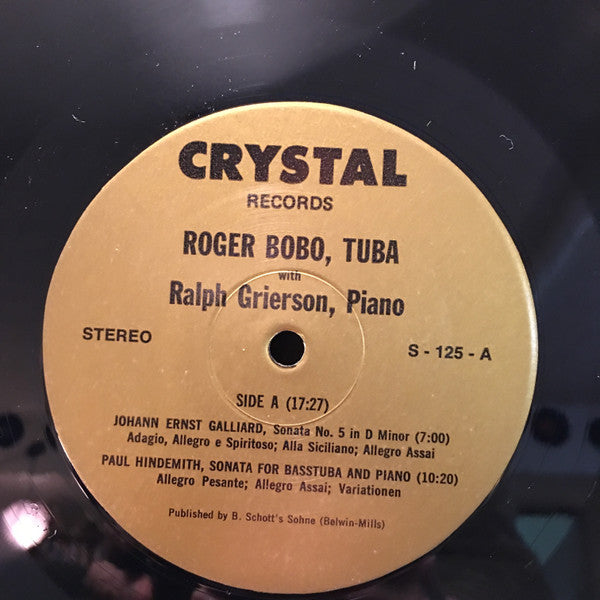 CRYSTAL
RECORDS
ROGER BOBO, TUBA
with
Ralph Grierson, Piano
STEREO
S - 125 - A
SIDE A (17:27)
JOHANN ERNST GALLIARD, Sonata No. 5 in D Minor (7:00)
Adagio, Allegro e Spiritoso; Alla Siciliano; Allegro Assai
PAUL HINDEMITH, SONATA FOR BASSTUBA AND PIANO (10:20)
Allegro Pesante; Allegro Assai; Variationen
Published by B. Schott's Sohne (Belwin-Mills)